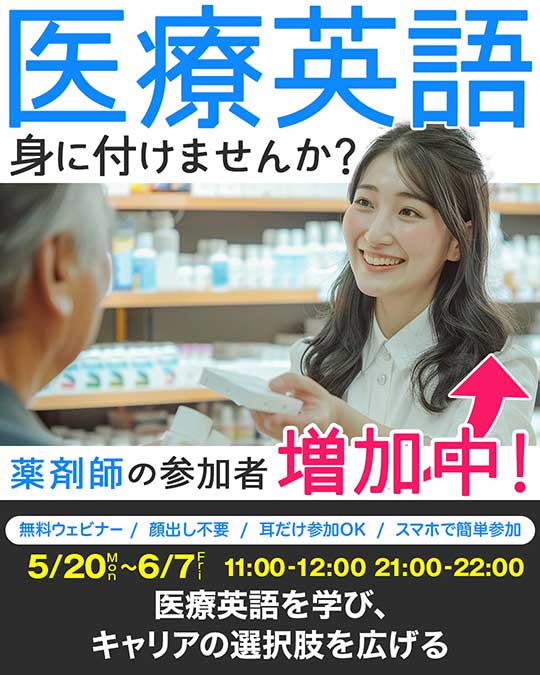 医療英語
身に付けませんか?
薬剤師の参加者 増加中!
無料ウェビナー / 顔出し不要 / 耳だけ参加OK / スマホで簡単参加
5/20Mon~6/7Fri 11:00-12:00 21:00-22:00
医療英語を学び、
キャリアの選択肢を広げる